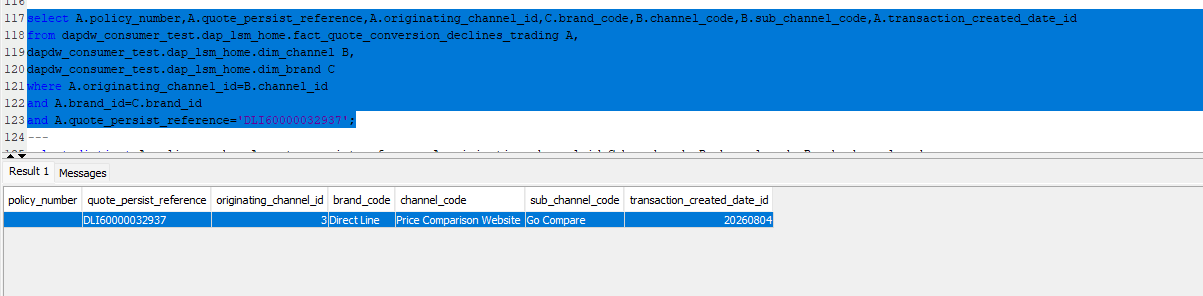 117 select A.policy_number,A.quote_persist_reference,A.originating_channel_id,C.brand_code,B.channel_code,B.sub_channel_code,A.transaction_created_date_id
118 from dapdw_consumer_test.dap_lsm_home.fact_quote_conversion_declines_trading A,
119 dapdw_consumer_test.dap_lsm_home.dim_channel B,
120 dapdw_consumer_test.dap_lsm_home.dim_brand C
121 where A.originating_channel_id=B.channel_id
122 and A.brand_id=C.brand_id
123 and A.quote_persist_reference='DLI60000032937';
124 ---
Result 1 Messages
policy_number quote_persist_reference originating_channel_id brand_code channel_code sub_channel_code transaction_created_date_id
DLI60000032937 3 Direct Line Price Comparison Website Go Compare 20260804